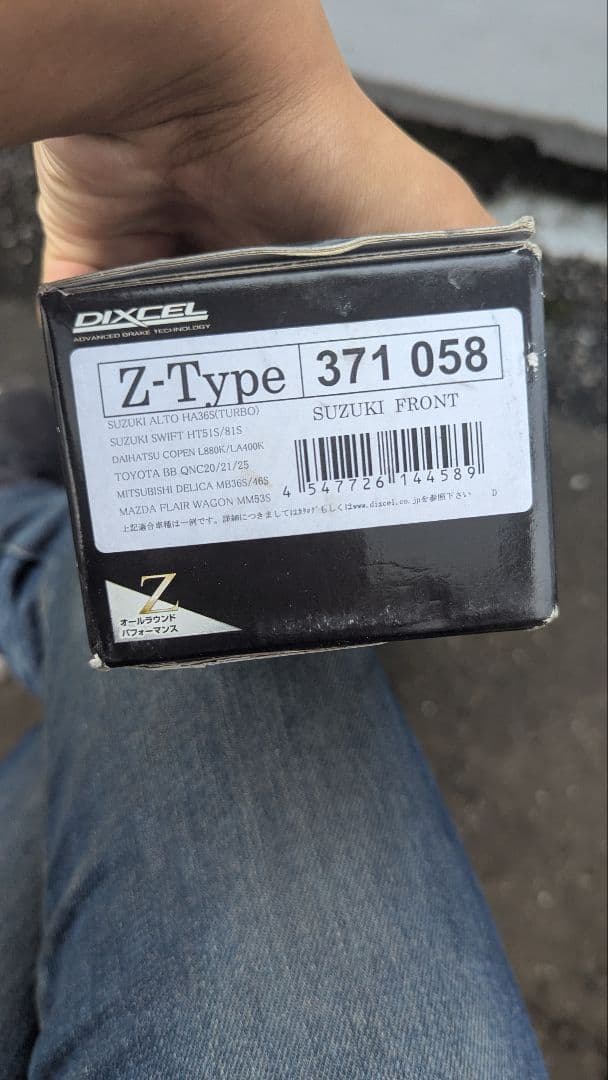 DIXCEL
ADVANCED BRAKE TECHNOLOGY
Z-Type 371 058
SUZUKI FRONT
SUZUKI ALTO HA36S(TURBO)
SUZUKI SWIFT HT51S/81S
DAIHATSU COPEN L880K/LA400K
TOYOTA BB QNC20/21/25
MITSUBISHI DELICA MB36S/46S
MAZDA FLAIR WAGON MM53S
4 547726 144589
上記適合車種は一例です。詳細につきましてはｶﾀﾛｸﾞもしくはwww.dixcel.co.jpを参照下さい D
Z
オールラウンド
パフォーマンス